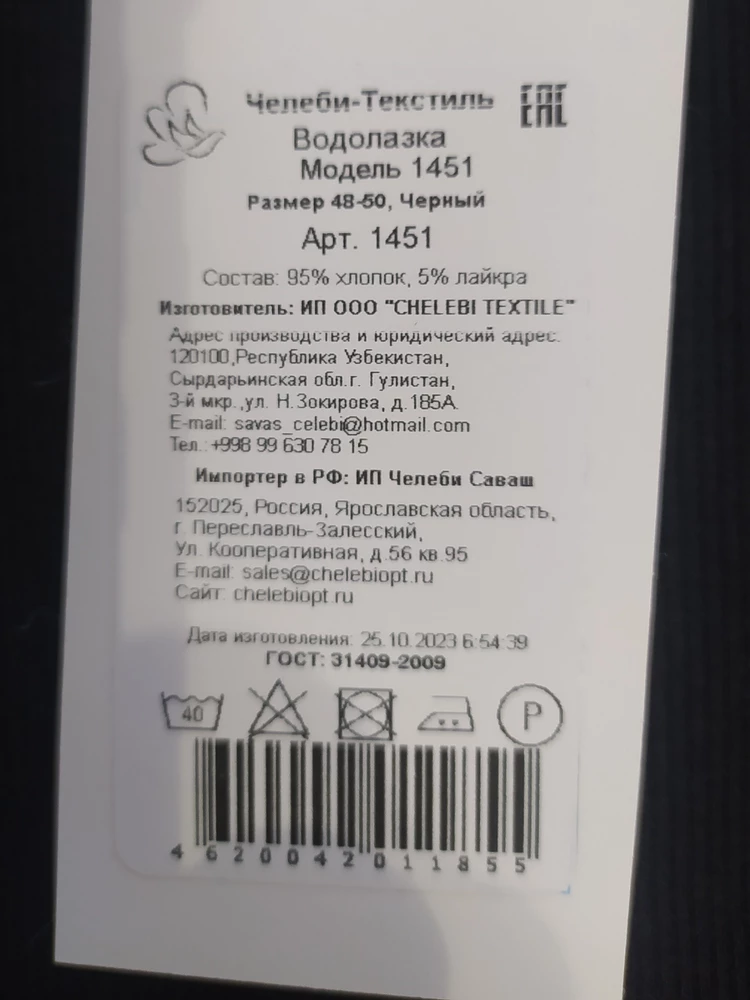 Челеби-Текстиль
EAC
Водолазка
Модель 1451
Размер 48-50, Черный
Арт. 1451
Состав: 95% хлопок, 5% лайкра
Изготовитель: ИП ООО "CHELEBI TEXTILE"
Адрес производства и юридический адрес:
120100,Республика Узбекистан,
Сырдарьинская обл.г. Гулистан,
3-й мкр.,ул. Н.Зокирова, д.185А.
E-mail: savas_celebi@hotmail.com
Тел.: +998 99 630 78 15
Импортер в РФ: ИП Челеби Саваш
152025, Россия, Ярославская область,
г. Переславль-Залесский,
Ул. Кооперативная, д.56 кв.95
E-mail: sales@chelebiopt.ru
Сайт: chelebiopt.ru
Дата изготовления: 25.10.2023 6:54:39
ГОСТ: 31409-2009
40 P
4620042011855